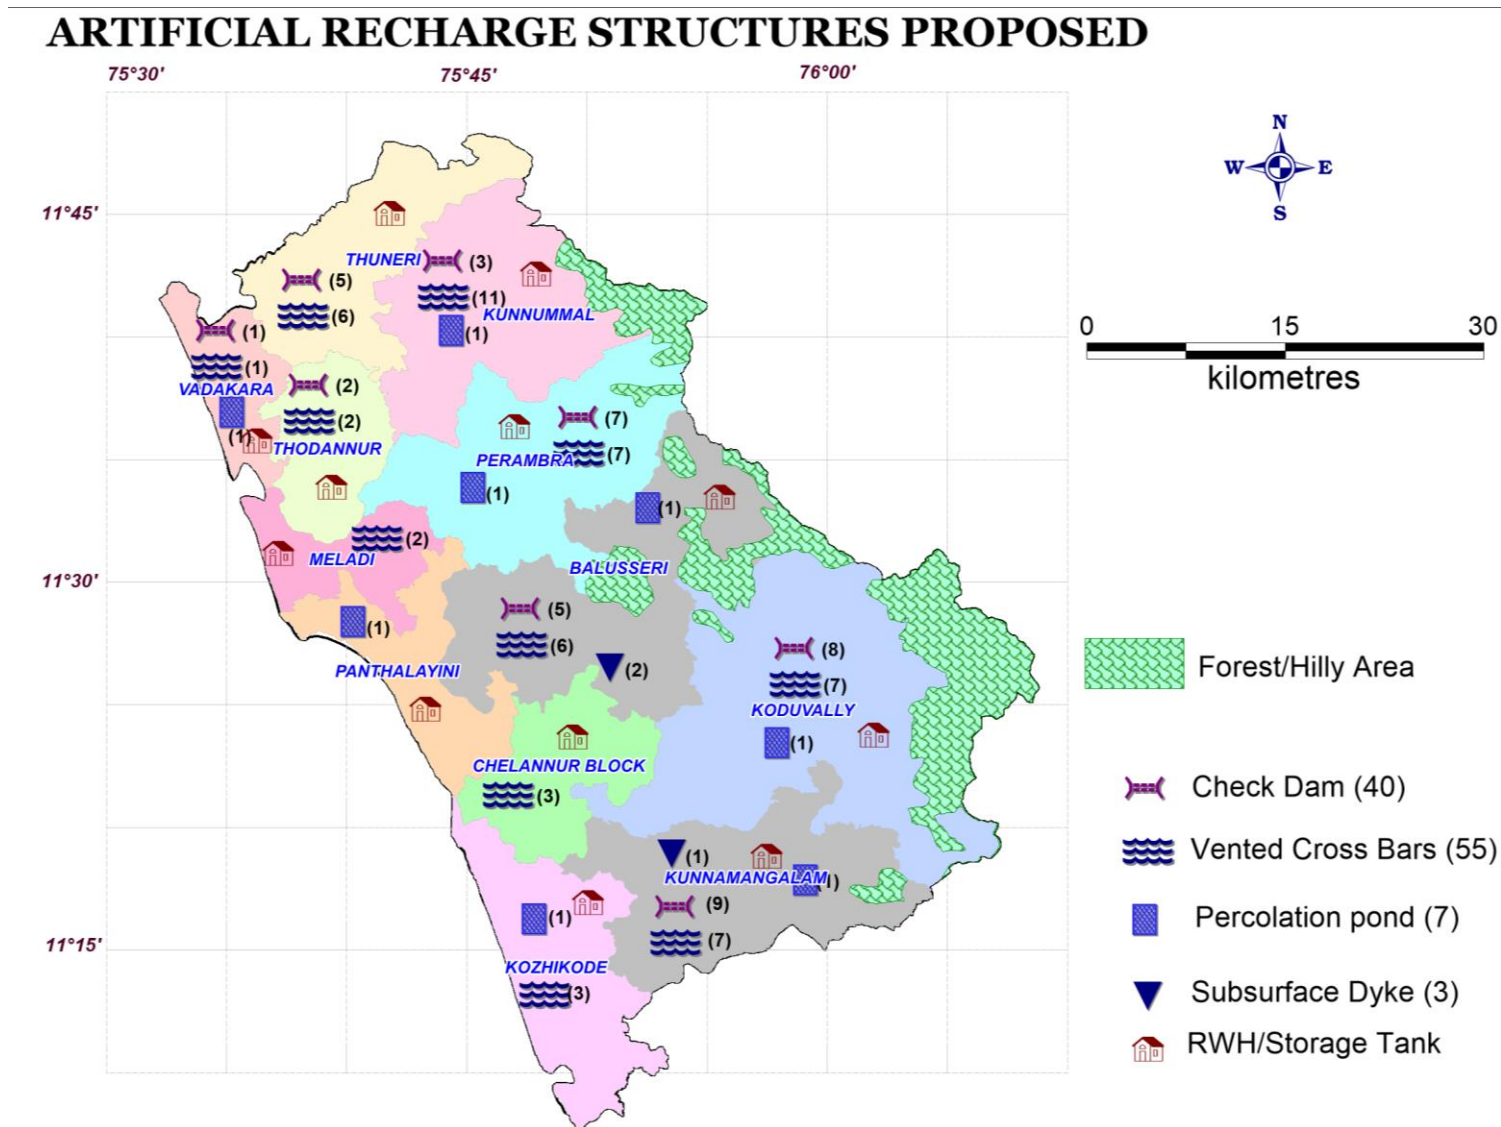 ARTIFICIAL RECHARGE STRUCTURES PROPOSED
75°30'
75°45'
76°00'
N
W
E
S
11°45'
THUNERI
(3)
(5)
(11)
KUNNUMMAL
(6)
0
15
30
(1)
(1)
kilometres
(1)
VADAKARA
(2)
(7)
(2)
(1)
THODANNUR
PERAMBRA
(7)
(1)
(1)
(2)
MELADI
BALUSSERI
11°30'
(5)
(1)
(6)
(8)
PANTHALAYINI
(2)
Forest/Hilly Area
(7)
KODUVALLY
(1)
CHELANNUR BLOCK
Check Dam (40)
(3)
Vented Cross Bars (55)
(1)
KUNNAMANGALAM
(1)
(9)
(1)
Percolation pond (7)
(7)
11°15'
KOZHIKODE
(3)
Subsurface Dyke (3)
RWH/Storage Tank